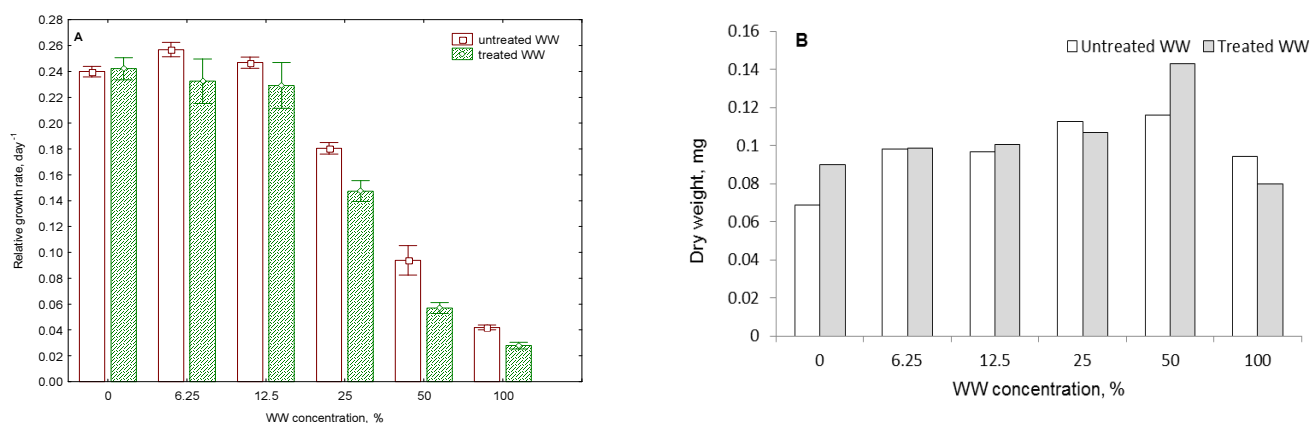 A
untreated WW
treated WW
Relative growth rate, day-1
0.28
0.26
0.24
0.22
0.20
0.18
0.16
0.14
0.12
0.10
0.08
0.06
0.04
0.02
0.00
0 6.25 12.5 25 50 100
WW concentration, %
B
Untreated WW Treated WW
Dry weight, mg
0.16
0.14
0.12
0.1
0.08
0.06
0.04
0.02
0
0 6.25 12.5 25 50 100
WW concentration, %